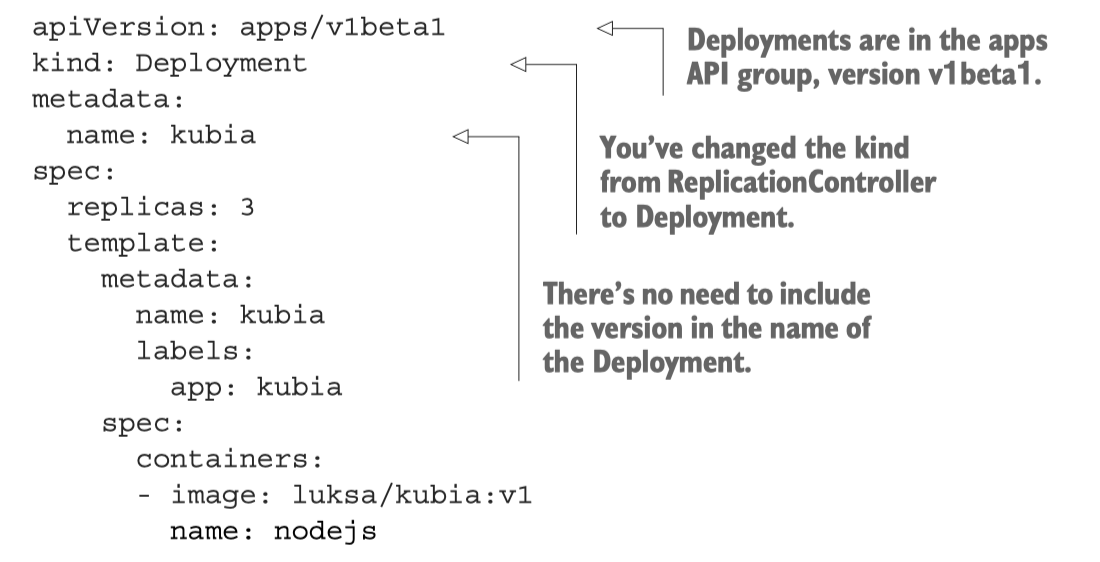 apiVersion: apps/v1beta1
kind: Deployment
metadata:
  name: kubia
spec:
  replicas: 3
  template:
    metadata:
      name: kubia
      labels:
        app: kubia
    spec:
      containers:
      - image: luksa/kubia:v1
        name: nodejs
Deployments are in the apps
API group, version v1beta1.
You’ve changed the kind
from ReplicationController
to Deployment.
There’s no need to include
the version in the name of
the Deployment.